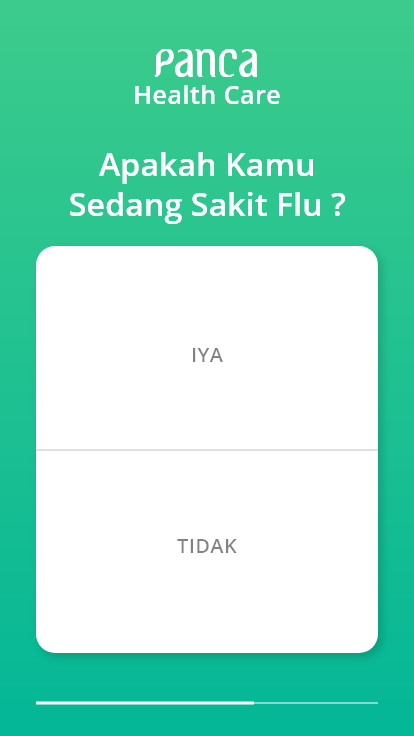 Panca
Health Care
Apakah Kamu
Sedang Sakit Flu ?
IYA
TIDAK